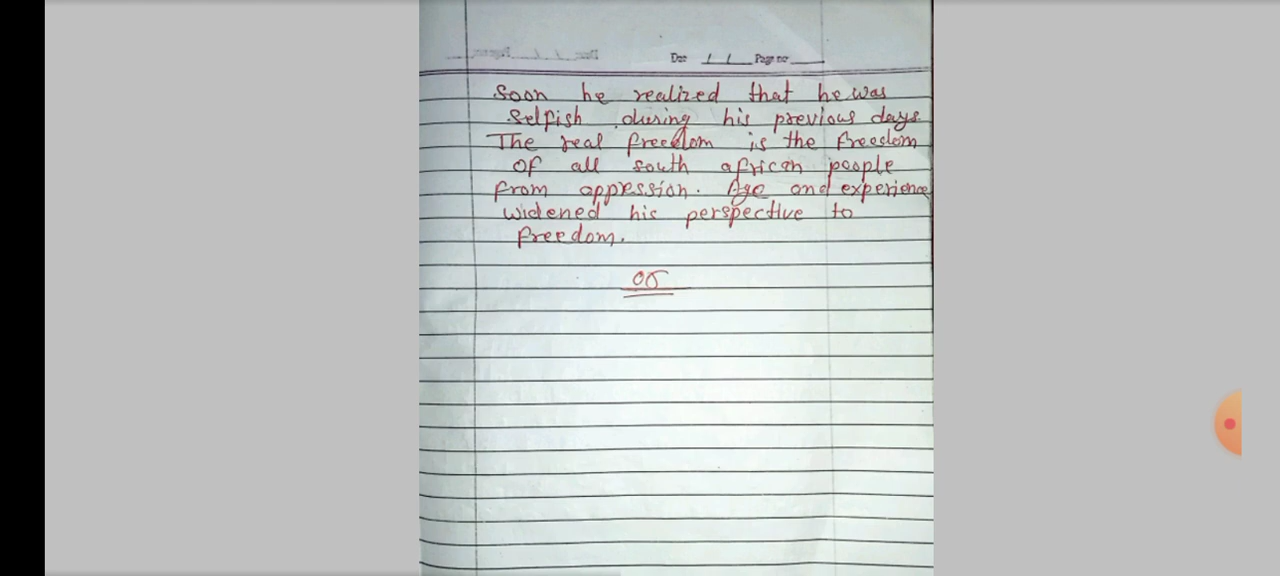 Date / / Page no
Soon he realized that he was
selfish during his previous days.
The real freedom is the freedom
of all south african people
from oppression. Age and experience
widened his perspective to
freedom.
or